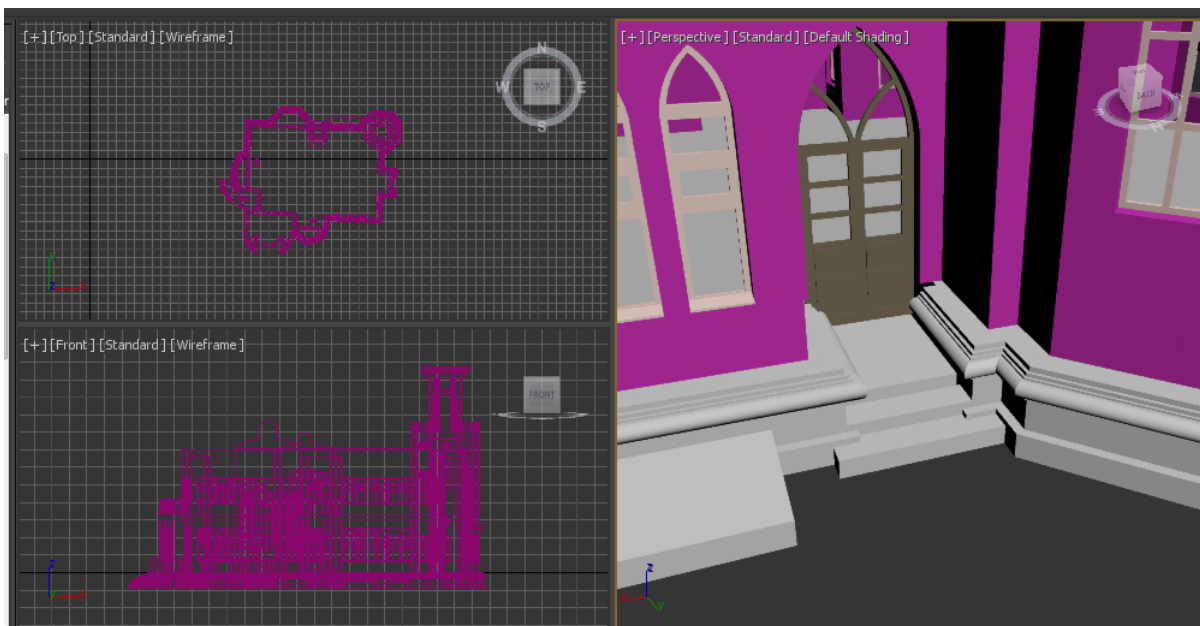 [+] [Top] [Standard] [Wireframe]
N
W
TOP
E
S
y
z
x
[+] [Front] [Standard] [Wireframe]
FRONT
z
y
x
[+] [Perspective] [Standard] [Default Shading]
BACK
z
x
y